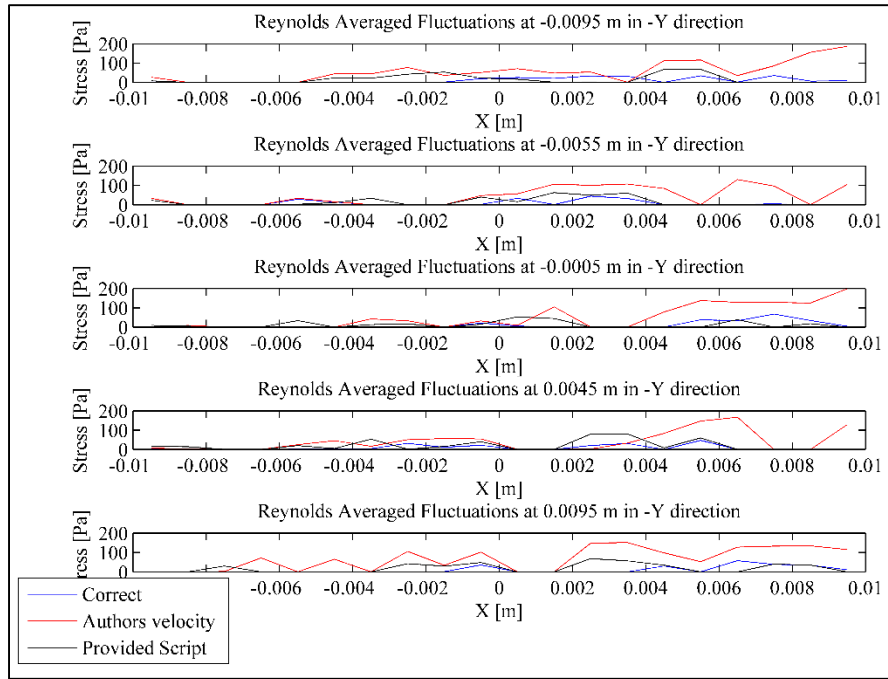 Reynolds Averaged Fluctuations at -0.0095 m in -Y direction
Stress [Pa]
200
100
0
-0.01 -0.008 -0.006 -0.004 -0.002 0 0.002 0.004 0.006 0.008 0.01
X [m]
Reynolds Averaged Fluctuations at -0.0055 m in -Y direction
Stress [Pa]
200
100
0
-0.01 -0.008 -0.006 -0.004 -0.002 0 0.002 0.004 0.006 0.008 0.01
X [m]
Reynolds Averaged Fluctuations at -0.0005 m in -Y direction
Stress [Pa]
200
100
0
-0.01 -0.008 -0.006 -0.004 -0.002 0 0.002 0.004 0.006 0.008 0.01
X [m]
Reynolds Averaged Fluctuations at 0.0045 m in -Y direction
Stress [Pa]
200
100
0
-0.01 -0.008 -0.006 -0.004 -0.002 0 0.002 0.004 0.006 0.008 0.01
X [m]
Reynolds Averaged Fluctuations at 0.0095 m in -Y direction
Stress [Pa]
200
100
0
-0.006 -0.004 -0.002 0 0.002 0.004 0.006 0.008 0.01
X [m]
Correct
Authors velocity
Provided Script